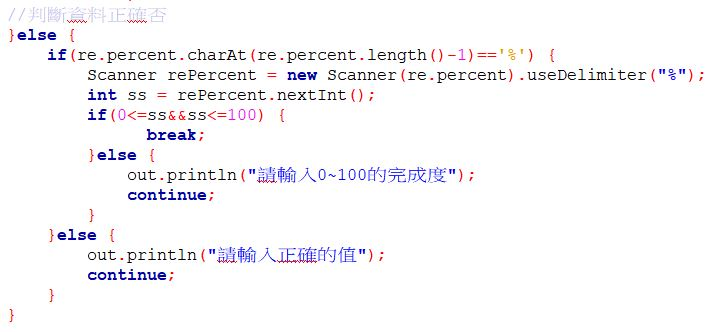 //判斷資料正確否
}else {
    if(re.percent.charAt(re.percent.length()-1)=='%') {
        Scanner rePercent = new Scanner(re.percent).useDelimiter("%");
        int ss = rePercent.nextInt();
        if(0<=ss&&ss<=100) {
              break;
        }else {
            out.println("請輸入0~100的完成度");
            continue;
        }
    }else {
        out.println("請輸入正確的值");
        continue;
    }
}